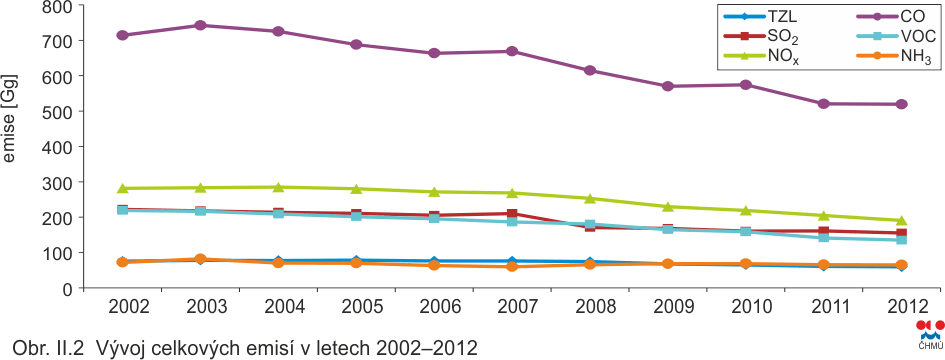 800
700
600
500
400
300
200
100
0
emise [Gg]
TZL
CO
SO₂
VOC
NOₓ
NH₃
2002 2003 2004 2005 2006 2007 2008 2009 2010 2011 2012
Obr. II.2 Vývoj celkových emisí v letech 2002–2012
ČHMÚ